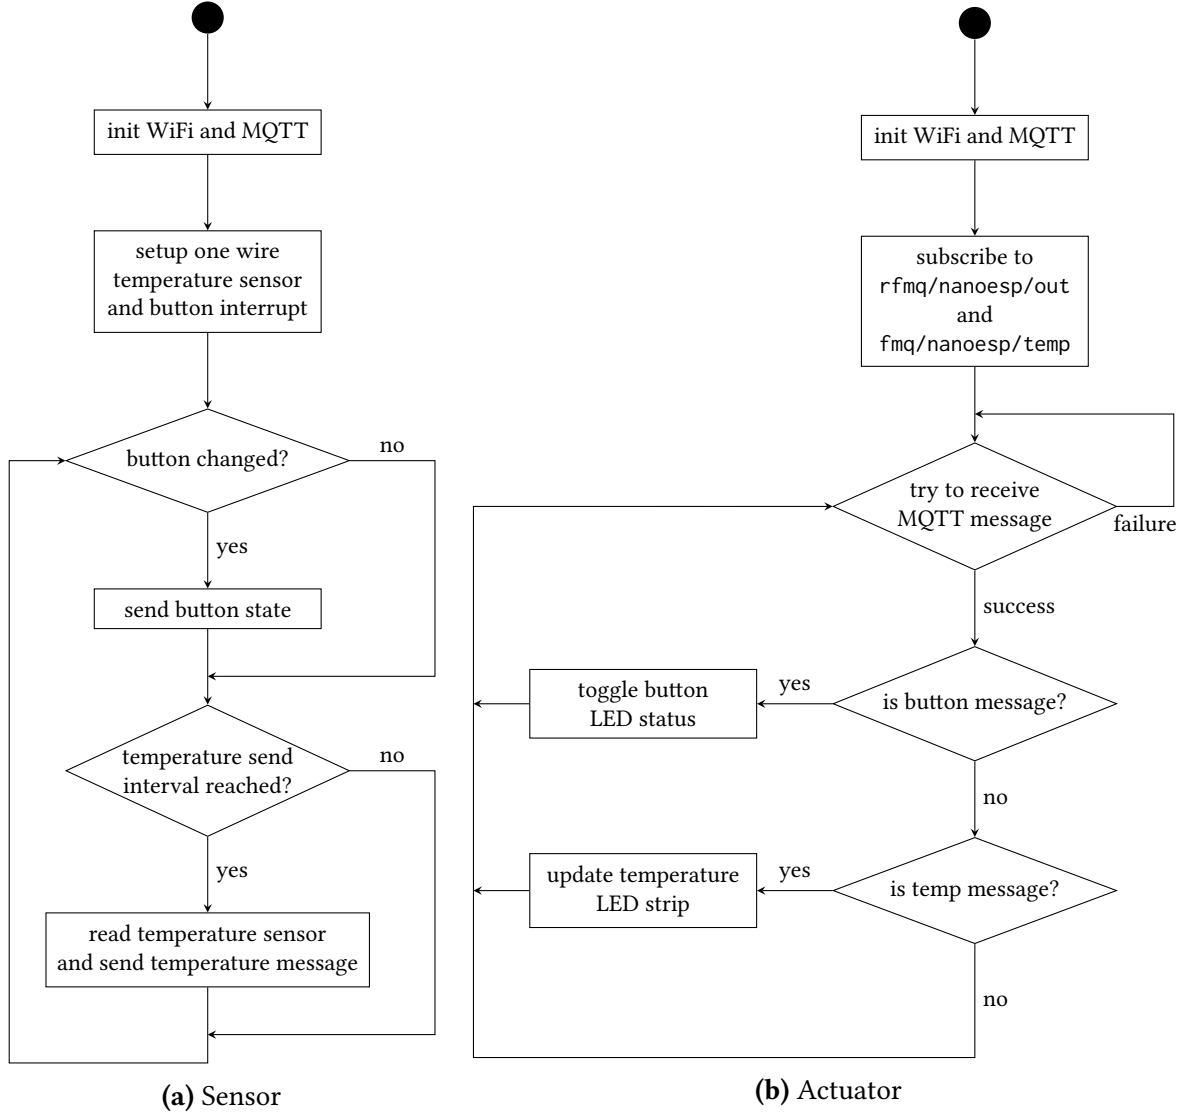 init WiFi and MQTT
setup one wire
temperature sensor
and button interrupt
button changed?
no
yes
send button state
temperature send
interval reached?
no
yes
read temperature sensor
and send temperature message
(a) Sensor
init WiFi and MQTT
subscribe to
rfmq/nanoesp/out
and
fmq/nanoesp/temp
try to receive
MQTT message
failure
success
is button message?
yes
toggle button
LED status
no
is temp message?
yes
update temperature
LED strip
no
(b) Actuator